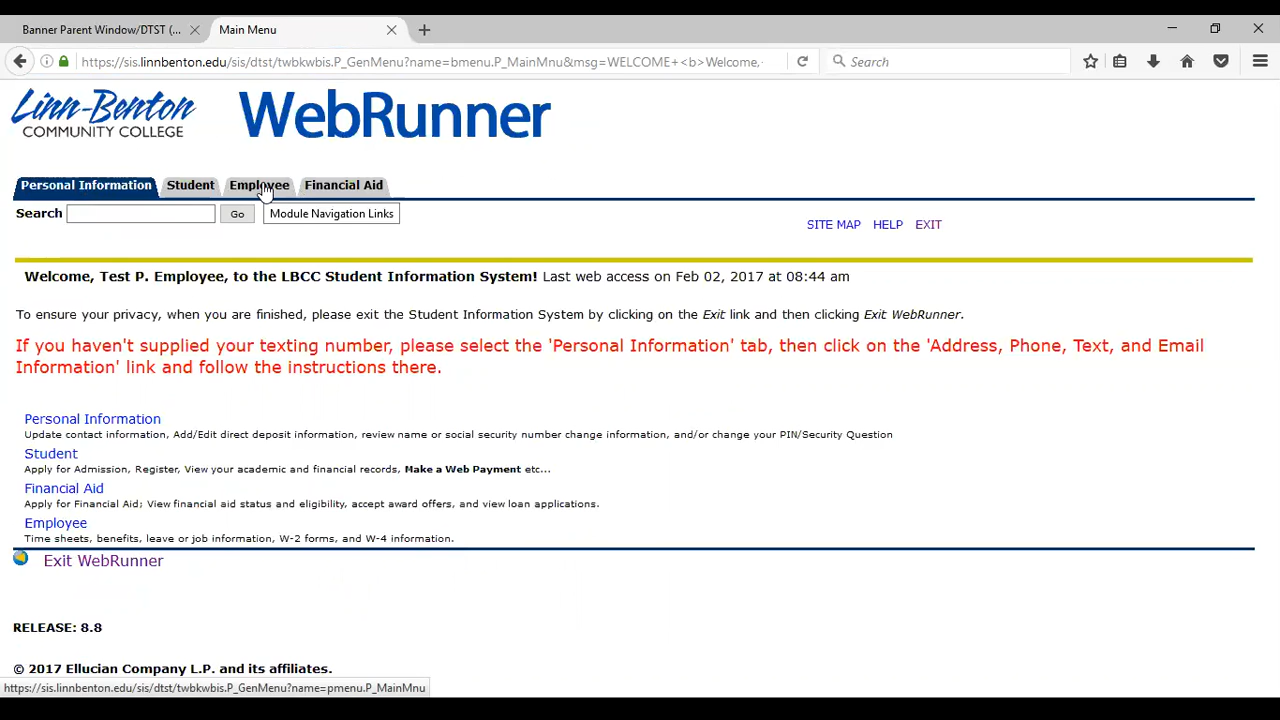 Banner Parent Window/DTST (...
Main Menu
https://sis.linnbenton.edu/sis/dtst/twbkwbis.P_GenMenu?name=bmenu.P_MainMnu&msg=WELCOME+<b>Welcome,+
Search
Linn-Benton
COMMUNITY COLLEGE
WebRunner
Personal Information
Student
Employee
Financial Aid
Search
Go
Module Navigation Links
SITE MAP
HELP
EXIT
Welcome, Test P. Employee, to the LBCC Student Information System! Last web access on Feb 02, 2017 at 08:44 am
To ensure your privacy, when you are finished, please exit the Student Information System by clicking on the Exit link and then clicking Exit WebRunner.
If you haven't supplied your texting number, please select the 'Personal Information' tab, then click on the 'Address, Phone, Text, and Email
Information' link and follow the instructions there.
Personal Information
Update contact information, Add/Edit direct deposit information, review name or social security number change information, and/or change your PIN/Security Question
Student
Apply for Admission, Register, View your academic and financial records, Make a Web Payment etc...
Financial Aid
Apply for Financial Aid; View financial aid status and eligibility, accept award offers, and view loan applications.
Employee
Time sheets, benefits, leave or job information, W-2 forms, and W-4 information.
Exit WebRunner
RELEASE: 8.8
© 2017 Ellucian Company L.P. and its affiliates.
https://sis.linnbenton.edu/sis/dtst/twbkwbis.P_GenMenu?name=pmenu.P_MainMnu